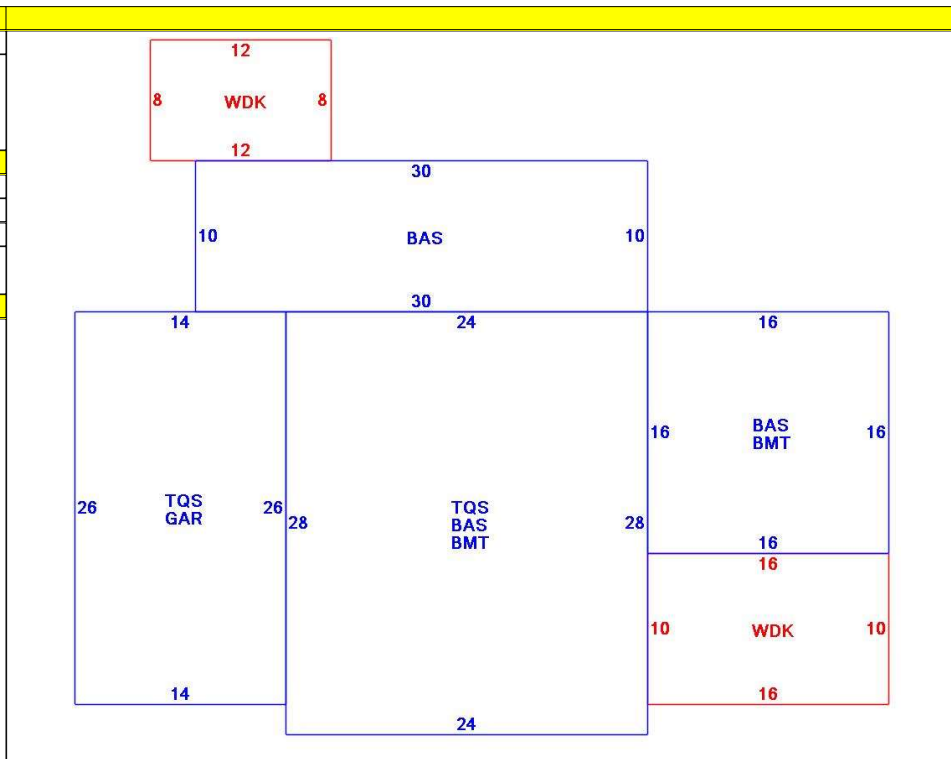 12
8 WDK 8
12
30
10 BAS 10
30
14 24 16
16 BAS 16
BMT
26 TQS 26
GAR
28 TQS 28
BAS
BMT
16
16
10 WDK 10
14 16
24